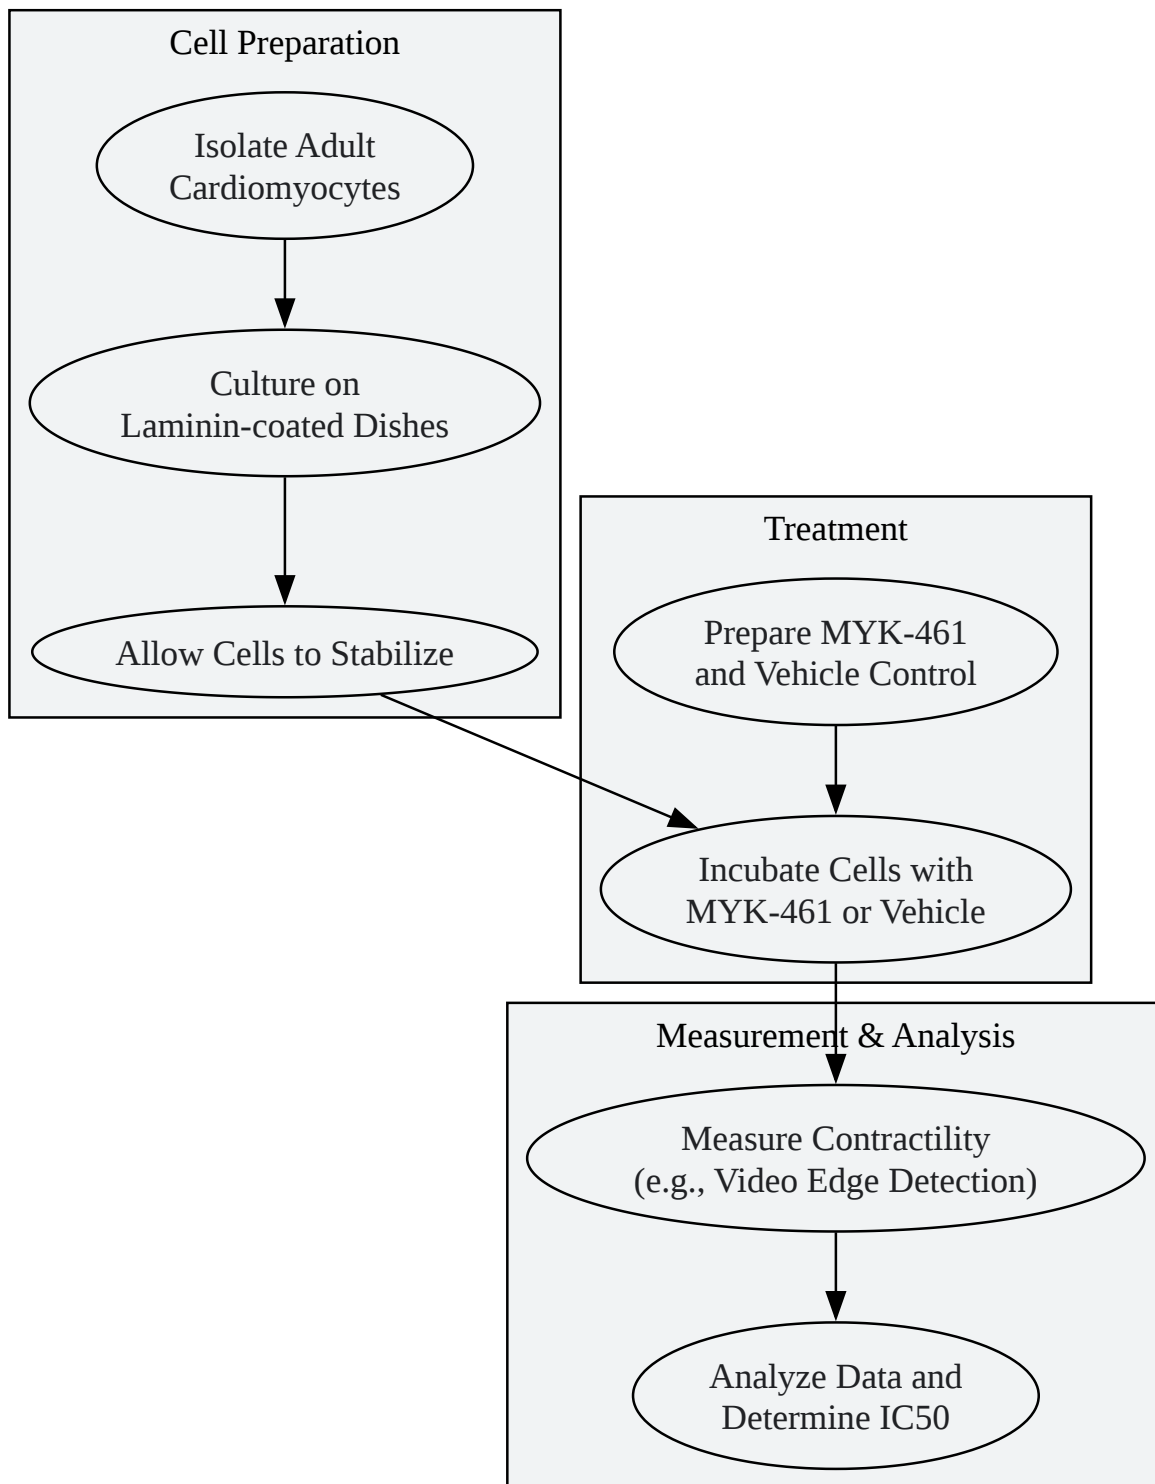 Cell Preparation
Isolate Adult
Cardiomyocytes
Culture on
Laminin-coated Dishes
Allow Cells to Stabilize
Treatment
Prepare MYK-461
and Vehicle Control
Incubate Cells with
MYK-461 or Vehicle
Measurement & Analysis
Measure Contractility
(e.g., Video Edge Detection)
Analyze Data and
Determine IC50